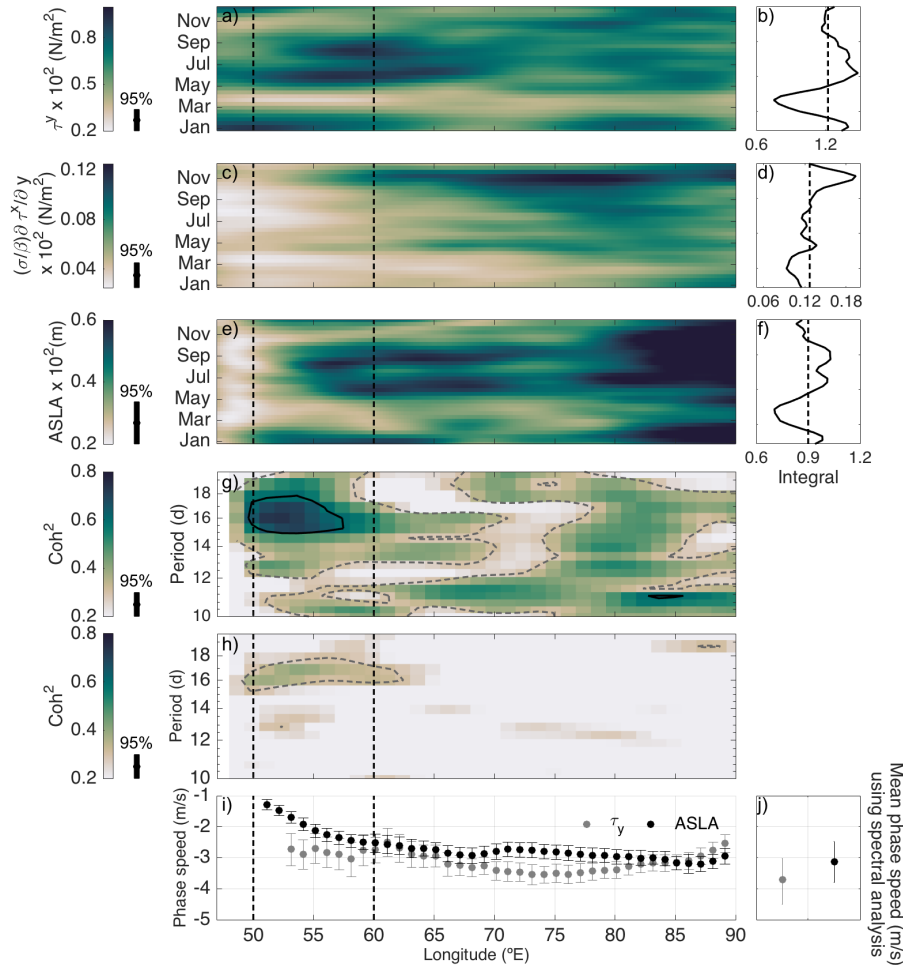 a)
b)
τʸ x 10² (N/m²)
0.8
0.5
0.2
95%
Nov
Sep
Jul
May
Mar
Jan
0.6
1.2
c)
d)
(σ/β)∂ τˣ/∂ y
x 10² (N/m²)
0.12
0.08
0.04
95%
Nov
Sep
Jul
May
Mar
Jan
0.06
0.12
0.18
e)
f)
ASLA x 10²(m)
0.6
0.4
0.2
95%
Nov
Sep
Jul
May
Mar
Jan
0.6
0.9
1.2
Integral
g)
Coh²
0.8
0.6
0.4
0.2
95%
Period (d)
18
16
14
12
10
h)
Coh²
0.8
0.6
0.4
0.2
95%
Period (d)
18
16
14
12
10
i)
j)
Phase speed (m/s)
-1
-2
-3
-4
-5
τy
ASLA
50
55
60
65
70
75
80
85
90
Longitude (ºE)
Mean phase speed (m/s)
using spectral analysis